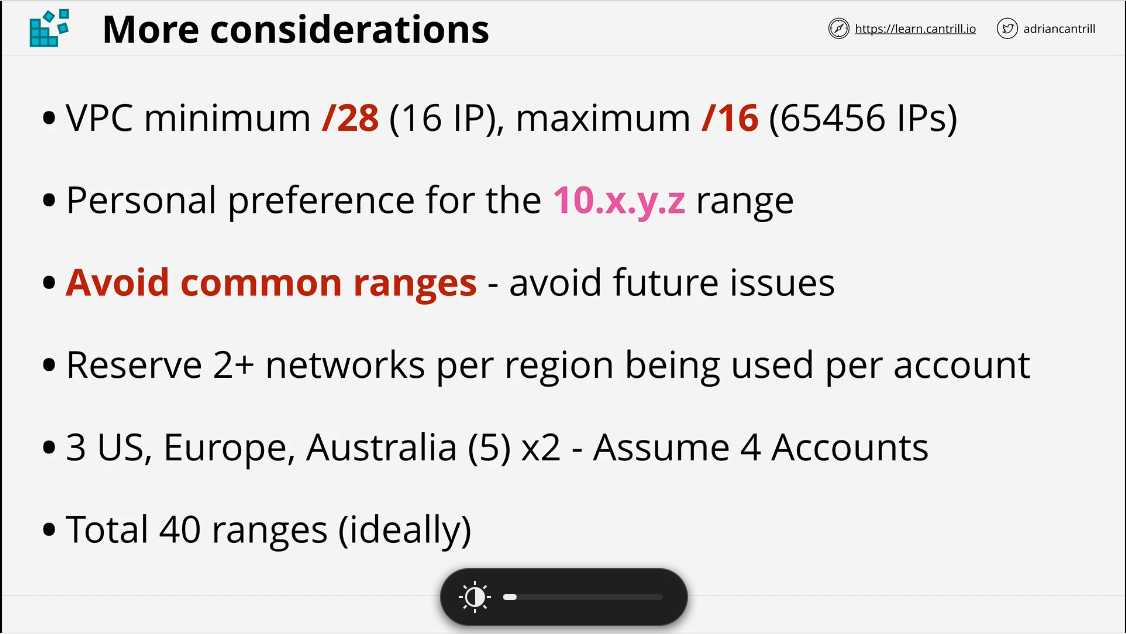 More considerations
https://learn.cantrill.io
adriancantrill
• VPC minimum /28 (16 IP), maximum /16 (65456 IPs)
• Personal preference for the 10.x.y.z range
• Avoid common ranges - avoid future issues
• Reserve 2+ networks per region being used per account
• 3 US, Europe, Australia (5) x2 - Assume 4 Accounts
• Total 40 ranges (ideally)